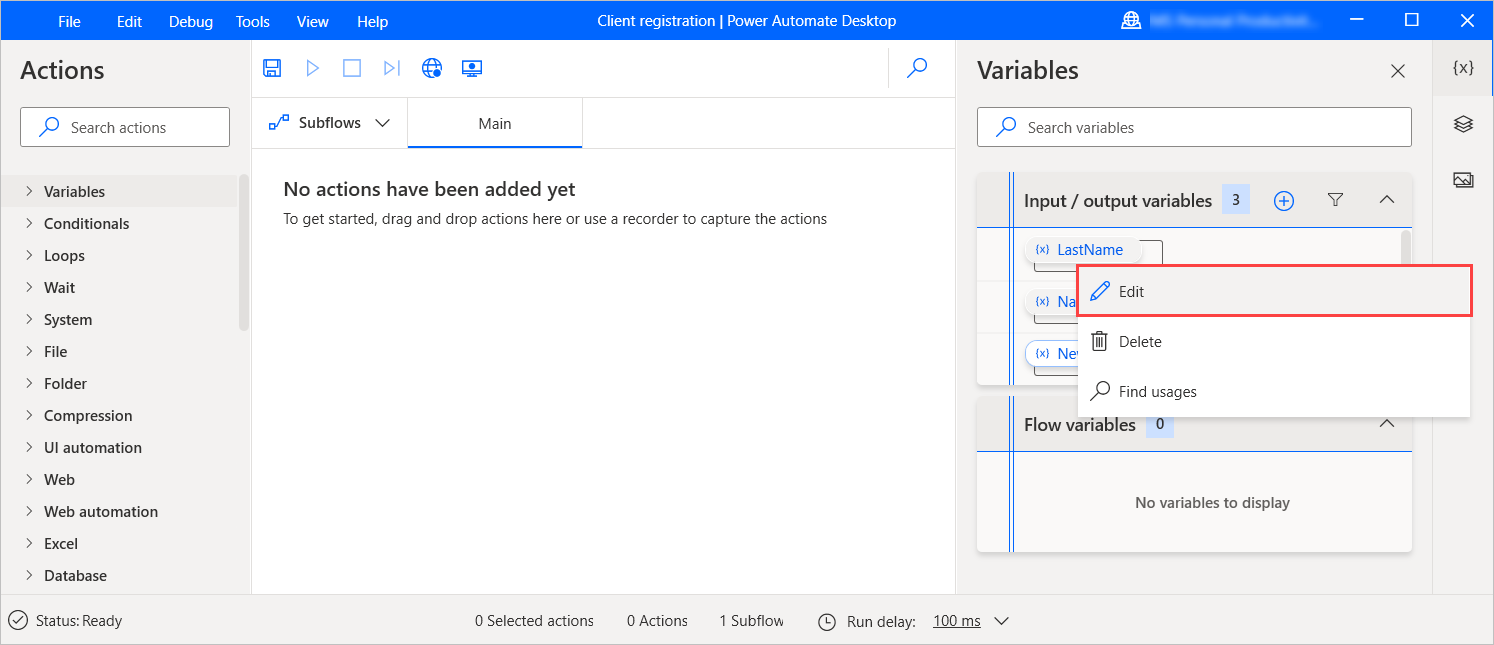 File Edit Debug Tools View Help Client registration | Power Automate Desktop
Actions
Search actions
Variables
Conditionals
Loops
Wait
System
File
Folder
Compression
UI automation
Web
Web automation
Excel
Database
Subflows Main
No actions have been added yet
To get started, drag and drop actions here or use a recorder to capture the actions
Variables
{x}
Search variables
Input / output variables 3
{x} LastName
{x} Na
{x} Nev
Edit
Delete
Find usages
Flow variables 0
No variables to display
Status: Ready 0 Selected actions 0 Actions 1 Subflow Run delay: 100 ms